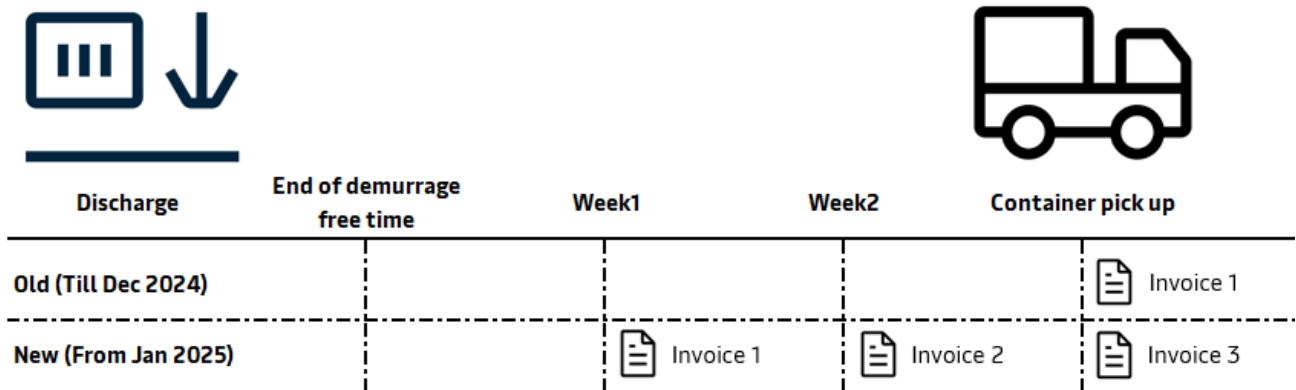 Discharge
End of demurrage
free time
Week1
Week2
Container pick up
Old (Till Dec 2024)
Invoice 1
New (From Jan 2025)
Invoice 1
Invoice 2
Invoice 3